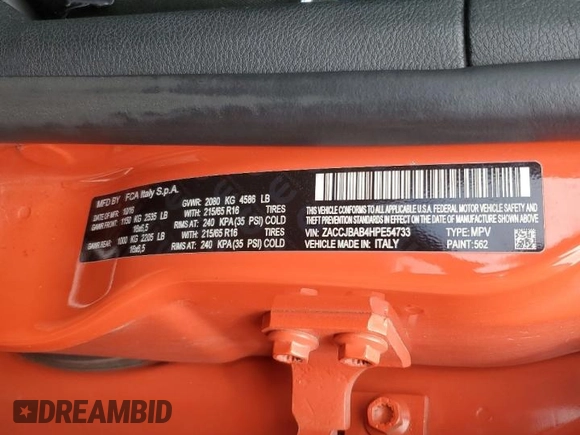 MFD BY FCA Italy S.p.A.
DATE OF MFR 10/16 GVWR: 2080 KG 4586 LB
GAWR FRONT: 1150 KG 2535 LB WITH: 215/65 R16 TIRES
16x6,5 RIMS AT: 240 KPA(35 PSI) COLD
GAWR REAR: 1000 KG 2205 LB WITH: 215/65 R16 TIRES
16x6,5 RIMS AT: 240 KPA(35 PSI) COLD
THIS VEHICLE CONFORMS TO ALL APPLICABLE U.S.A.
FEDERAL MOTOR VEHICLE SAFETY AND
THEFT PREVENTION STANDARDS IN EFFECT
ON THE DATE OF MANUFACTURE SHOWN ABOVE
VIN: ZACCJBAB4HPE54733 TYPE: MPV
VEHICLE MADE IN: ITALY PAINT: 562
DREAMBID